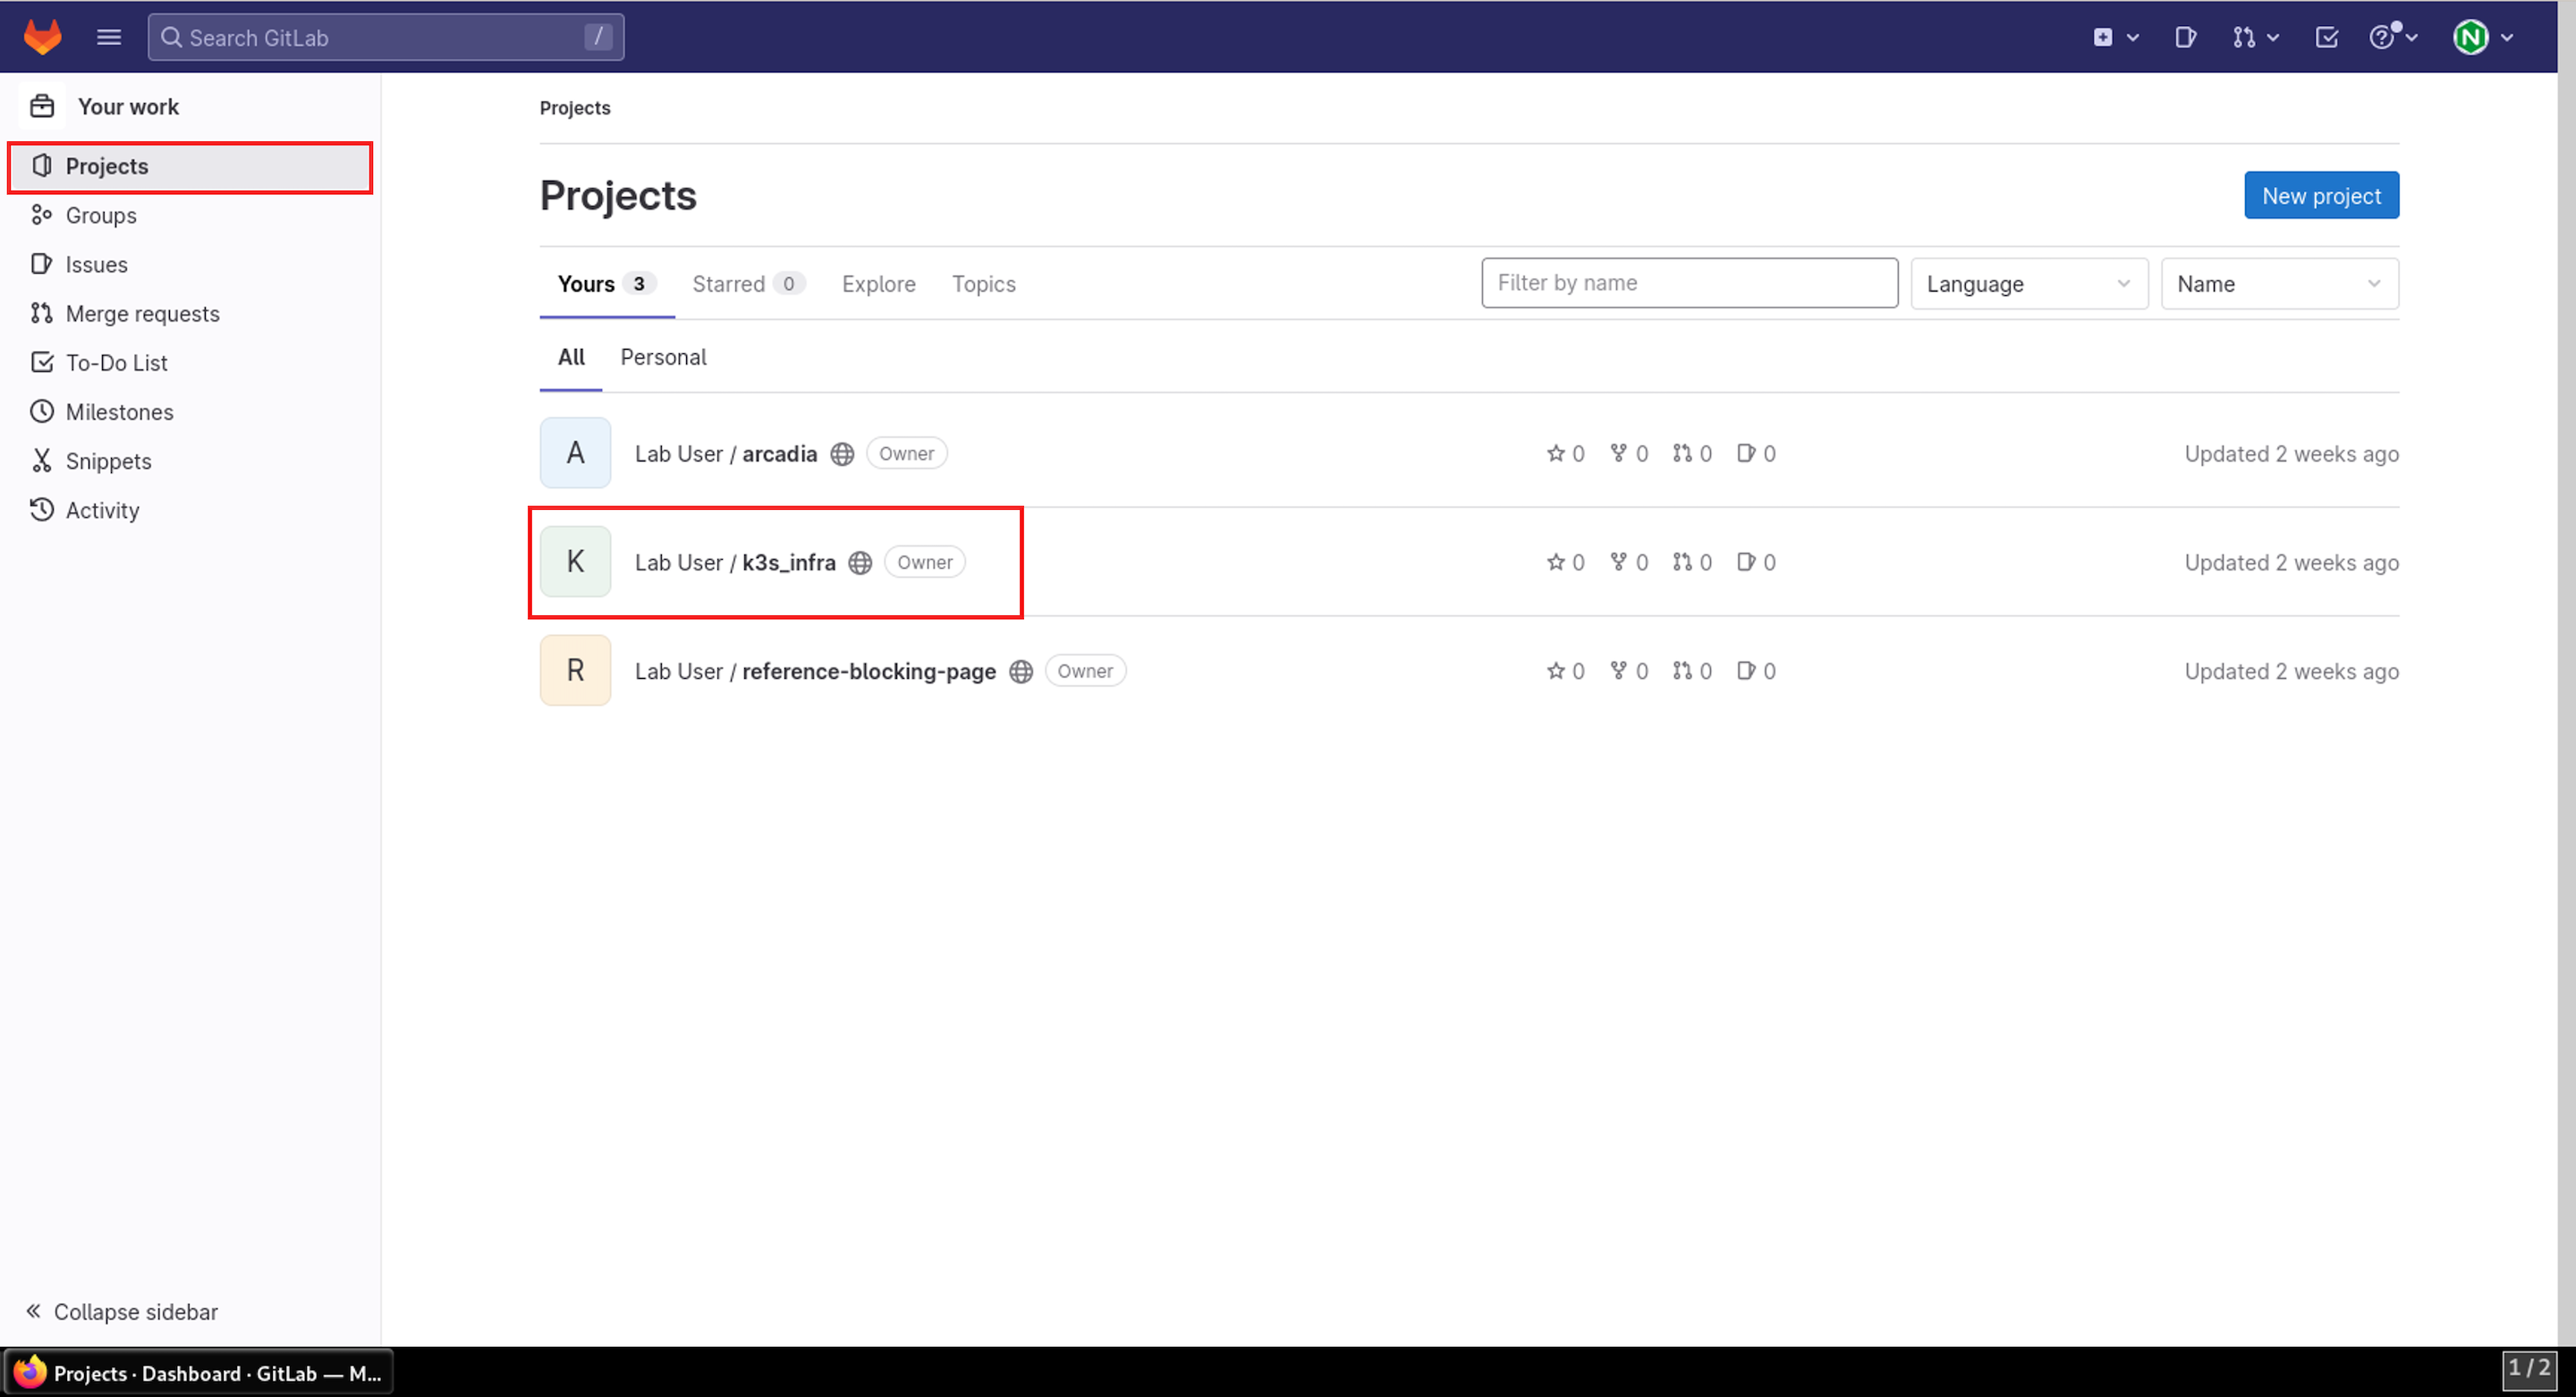 Search GitLab /
N
Your work
Projects
Groups
Issues
Merge requests
To-Do List
Milestones
Snippets
Activity
Collapse sidebar
Projects
Projects
New project
Yours 3 Starred 0 Explore Topics
Filter by name Language Name
All Personal
A Lab User / arcadia Owner 0 0 0 0 Updated 2 weeks ago
K Lab User / k3s_infra Owner 0 0 0 0 Updated 2 weeks ago
R Lab User / reference-blocking-page Owner 0 0 0 0 Updated 2 weeks ago
Projects · Dashboard · GitLab — M...
1 / 2